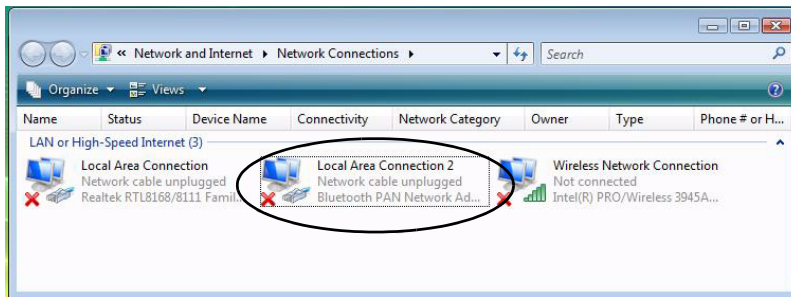 « Network and Internet Network Connections Search
Organize Views
Name Status Device Name Connectivity Network Category Owner Type Phone # or H...
LAN or High-Speed Internet (3)
Local Area Connection Local Area Connection 2 Wireless Network Connection
Network cable unplugged Network cable unplugged Not connected
Realtek RTL8168/8111 Famil... Bluetooth PAN Network Ad... Intel(R) PRO/Wireless 3945A...